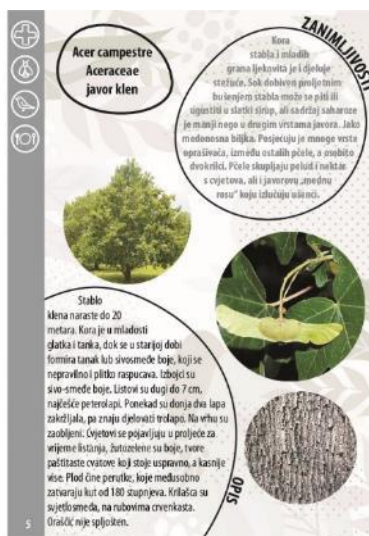 Acer campestre
Aceraceae
javor klen
ZANIMLJIVOSTI
Kora
stabla i mladih
grana ljekovita je i djeluje
stežuće. Sok dobiven proljetnim
bušenjem stabla može se piti ili
ugustiti u slatki sirup, ali sadržaj saharoze
je manji nego u drugim vrstama javora. Jako
medonosna biljka. Posjećuju je mnoge vrste
oprašivača, između ostalih pčele, a osobito
dvokrilci. Pčele skupljaju pelud i nektar
s cvjetova, ali i javorovu „mednu
rosu“ koju izlučuju ušenci.
Stablo
klena naraste do 20
metara. Kora je u mladosti
glatka i tanka, dok se u starijoj dobi
formira tanak lub sivosmeđe boje, koji se
nepravilno i plitko raspucava. Izbojci su
sivo-smeđe boje. Listovi su dugi do 7 cm,
najčešće peterolapi. Ponekad su donja dva lapa
zakržljala, pa znaju djelovati trolapo. Na vrhu su
zaobljeni. Cvjetovi se pojavljuju u proljeće za
vrijeme listanja, žutozelene su boje, tvore
paštitaste cvatove koji stoje uspravno, a kasnije
vise. Plod čine perutke, koje međusobno
zatvaraju kut od 180 stupnjeva. Krilašca su
svjetlosmeđa, na rubovima crvenkasta.
Oraščić nije spljošten.
OPIS
5